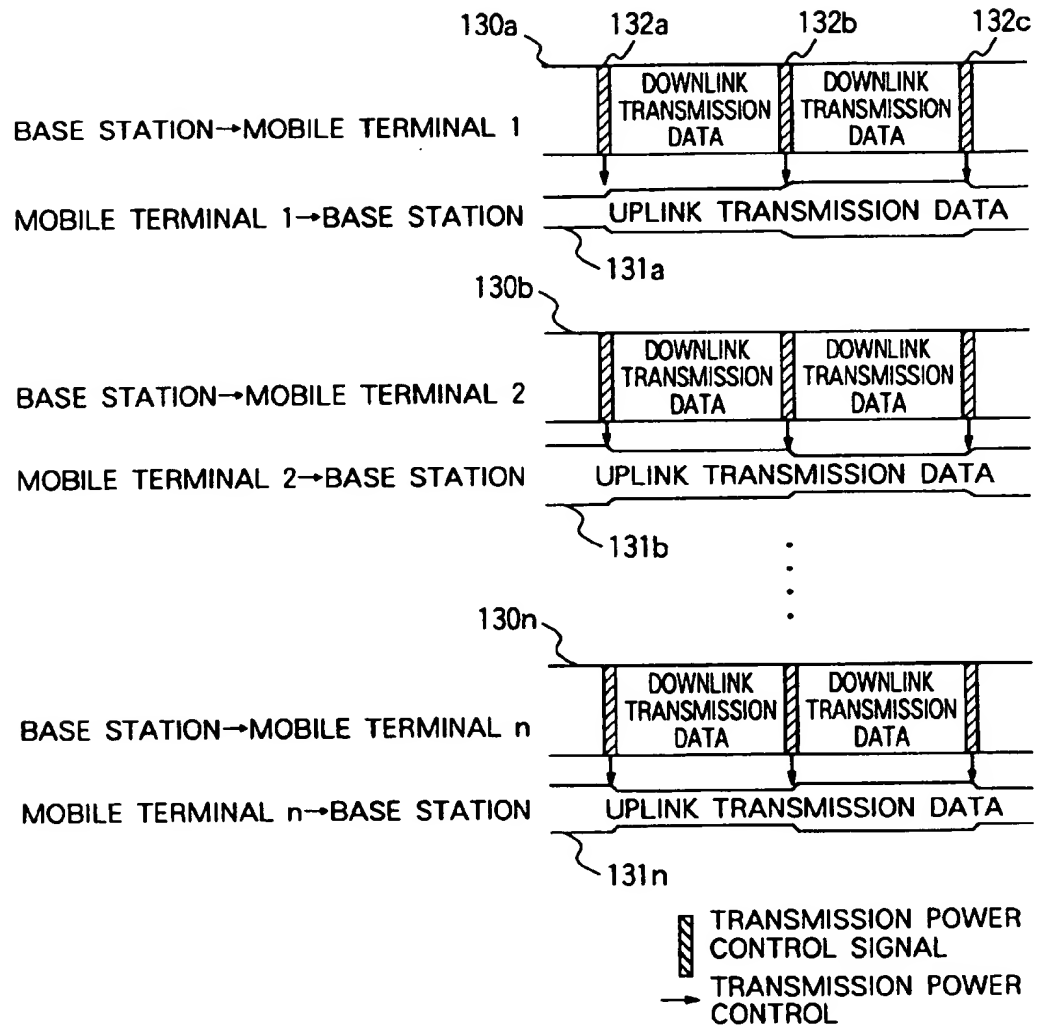 130a
132a
132b
132c
BASE STATION→MOBILE TERMINAL 1
DOWNLINK
TRANSMISSION
DATA
DOWNLINK
TRANSMISSION
DATA
MOBILE TERMINAL 1→BASE STATION
UPLINK TRANSMISSION DATA
131a
130b
BASE STATION→MOBILE TERMINAL 2
DOWNLINK
TRANSMISSION
DATA
DOWNLINK
TRANSMISSION
DATA
MOBILE TERMINAL 2→BASE STATION
UPLINK TRANSMISSION DATA
131b
130n
BASE STATION→MOBILE TERMINAL n
DOWNLINK
TRANSMISSION
DATA
DOWNLINK
TRANSMISSION
DATA
MOBILE TERMINAL n→BASE STATION
UPLINK TRANSMISSION DATA
131n
TRANSMISSION POWER
CONTROL SIGNAL
TRANSMISSION POWER
CONTROL